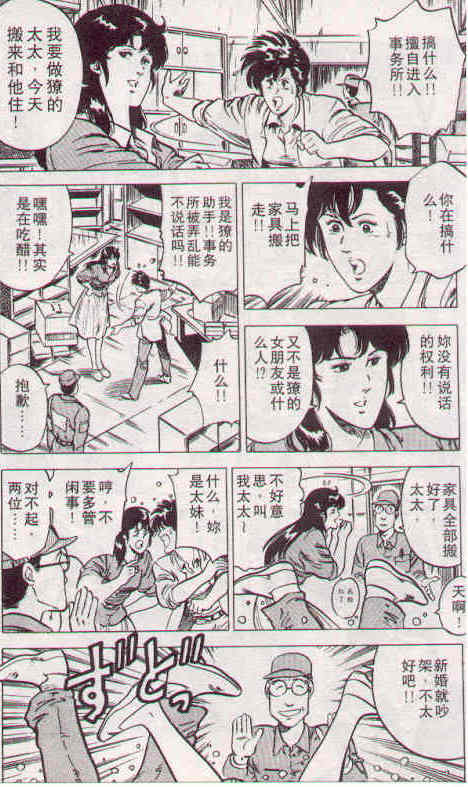 搞什么!!
擅自进入
事务
所!!
我要做獠的
太太．今天
搬来和他住！
你在搞什
么！
马上把
家具搬
走!!
我是獠的
助手!!事务
所被弄乱能
不说话吗!!
嘿嘿！其实
是在吃醋!!
什么!!
抱歉……
妳没有说话
的权利!!
又不是獠的
女朋友或什
么人!?
家具全部搬
好了．
太太．
天啊！
不好意
思．叫
我太太～
什么．妳
是太妹！
哼．不
要多管
闲事！
对不起．
两位……
新婚就吵
架．不太
好吧!!
ずどっ